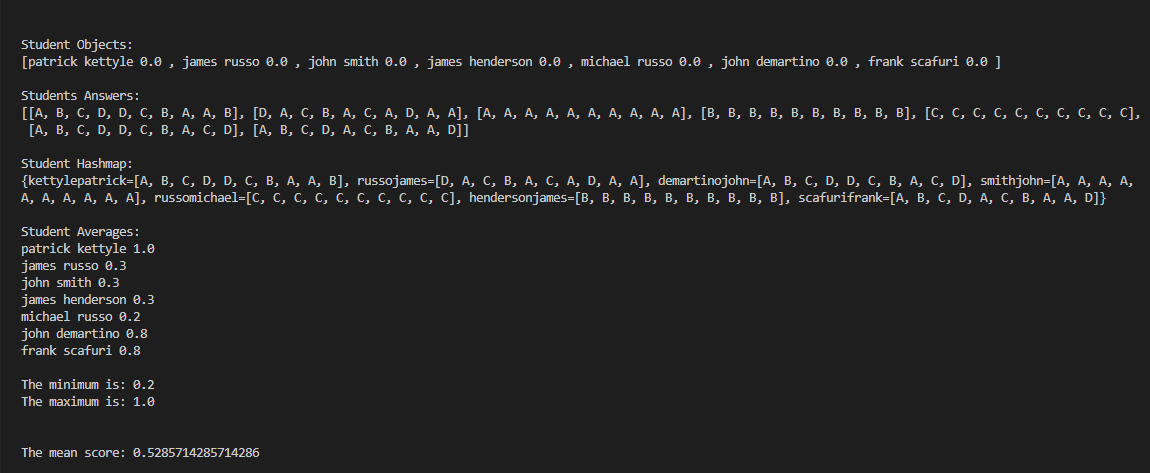 Student Objects:
[patrick kettyle 0.0 , james russo 0.0 , john smith 0.0 , james henderson 0.0 , michael russo 0.0 , john demartino 0.0 , frank scafuri 0.0 ]
Students Answers:
[[A, B, C, D, D, C, B, A, A, B], [D, A, C, B, A, C, A, D, A, A], [A, A, A, A, A, A, A, A, A, A], [B, B, B, B, B, B, B, B, B, B], [C, C, C, C, C, C, C, C, C, C],
[A, B, C, D, D, C, B, A, C, D], [A, B, C, D, A, C, B, A, A, D]]
Student Hashmap:
{kettylepatrick=[A, B, C, D, D, C, B, A, A, B], russojames=[D, A, C, B, A, C, A, D, A, A], demartinojohn=[A, B, C, D, D, C, B, A, C, D], smithjohn=[A, A, A, A,
A, A, A, A, A, A], russomichael=[C, C, C, C, C, C, C, C, C, C], hendersonjames=[B, B, B, B, B, B, B, B, B, B], scafurifrank=[A, B, C, D, A, C, B, A, A, D]}
Student Averages:
patrick kettyle 1.0
james russo 0.3
john smith 0.3
james henderson 0.3
michael russo 0.2
john demartino 0.8
frank scafuri 0.8
The minimum is: 0.2
The maximum is: 1.0
The mean score: 0.5285714285714286